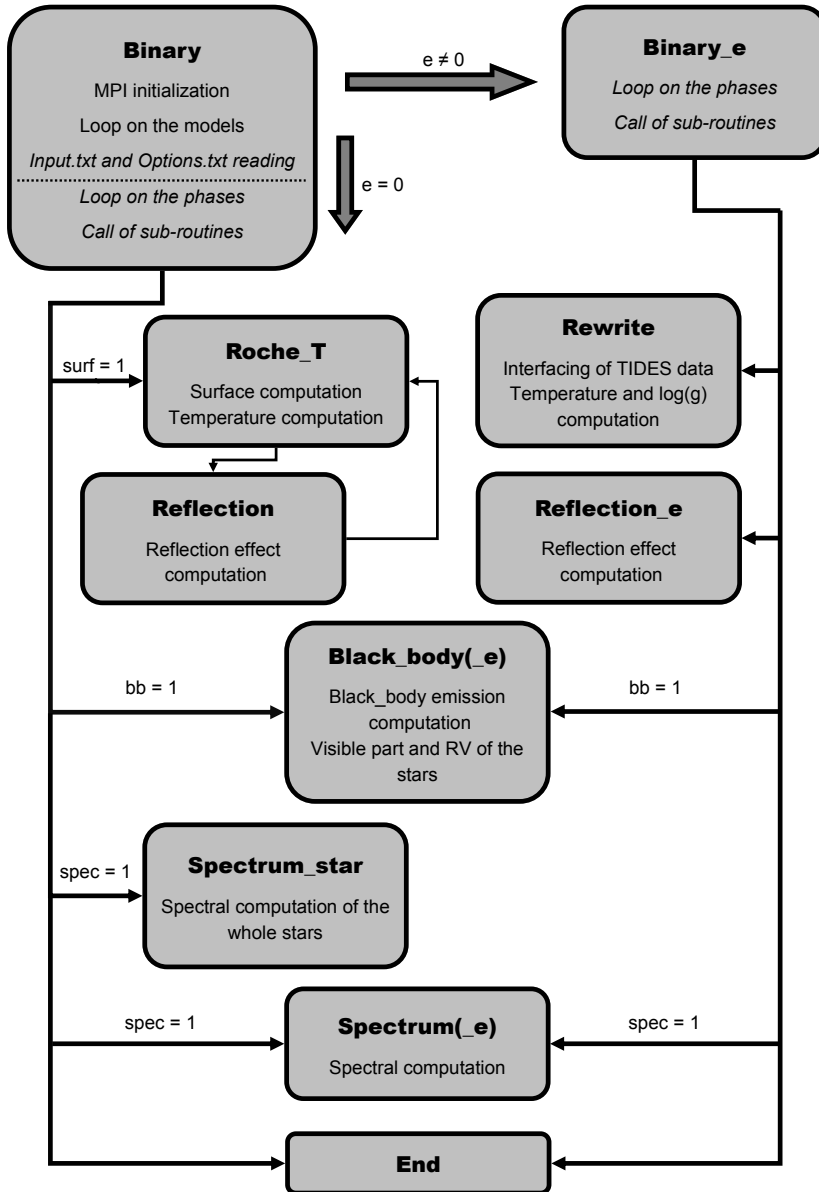 Binary
MPI initialization
Loop on the models
Input.txt and Options.txt reading
Loop on the phases
Call of sub-routines
e ≠ 0
e = 0
Binary_e
Loop on the phases
Call of sub-routines
surf = 1
Roche_T
Surface computation
Temperature computation
Rewrite
Interfacing of TIDES data
Temperature and log(g)
computation
Reflection
Reflection effect
computation
Reflection_e
Reflection effect
computation
bb = 1
Black_body(_e)
Black_body emission
computation
Visible part and RV of the
stars
bb = 1
spec = 1
Spectrum_star
Spectral computation of the
whole stars
spec = 1
Spectrum(_e)
Spectral computation
spec = 1
End